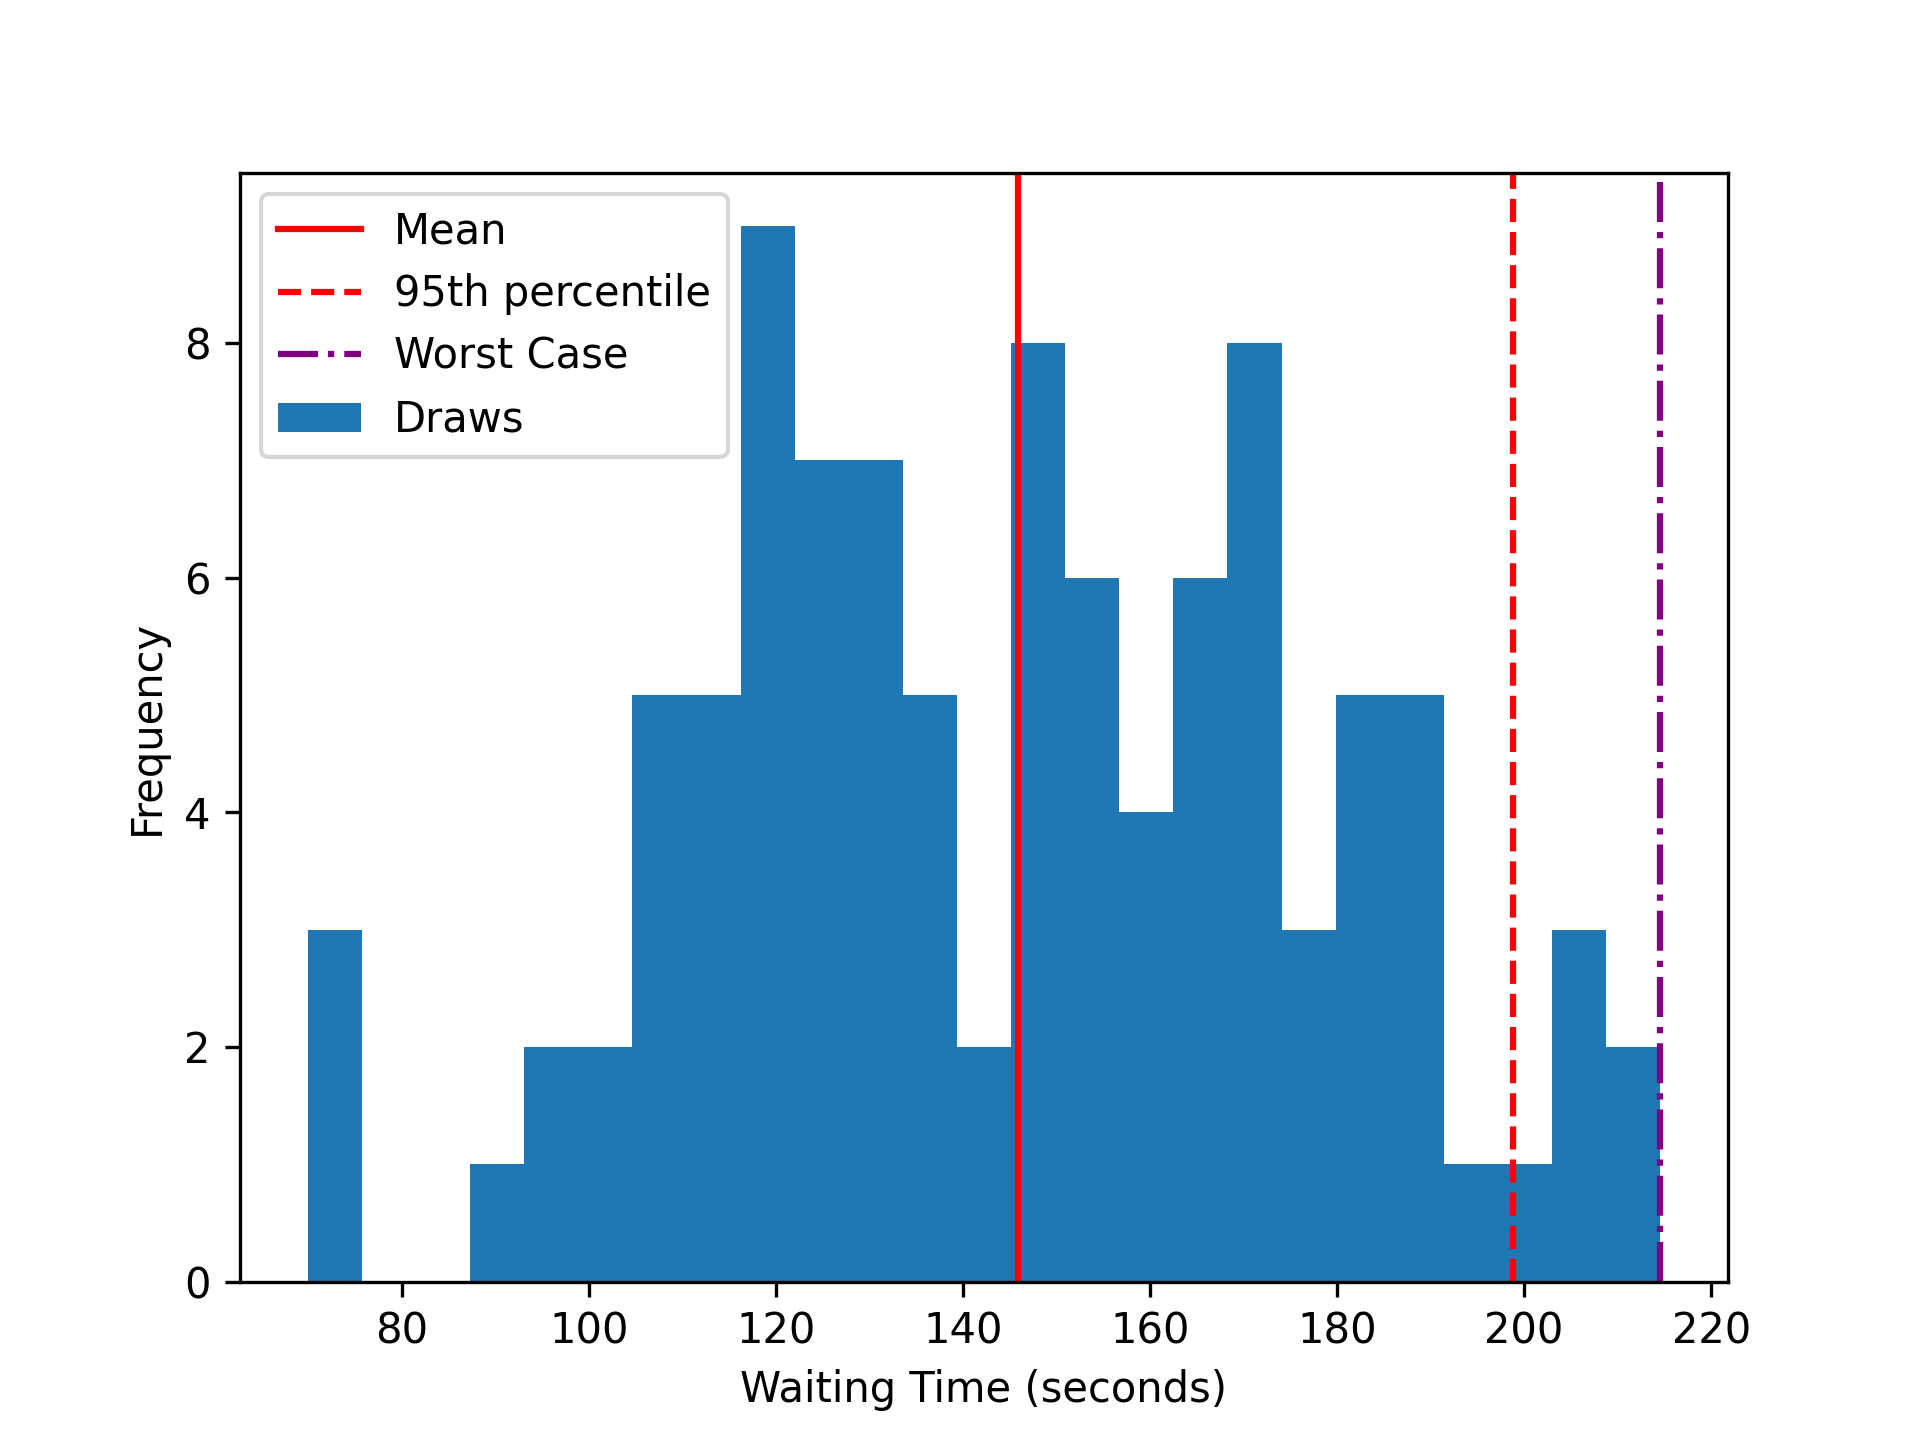 Mean
95th percentile
Worst Case
Draws
8
6
4
2
0
Frequency
80 100 120 140 160 180 200 220
Waiting Time (seconds)